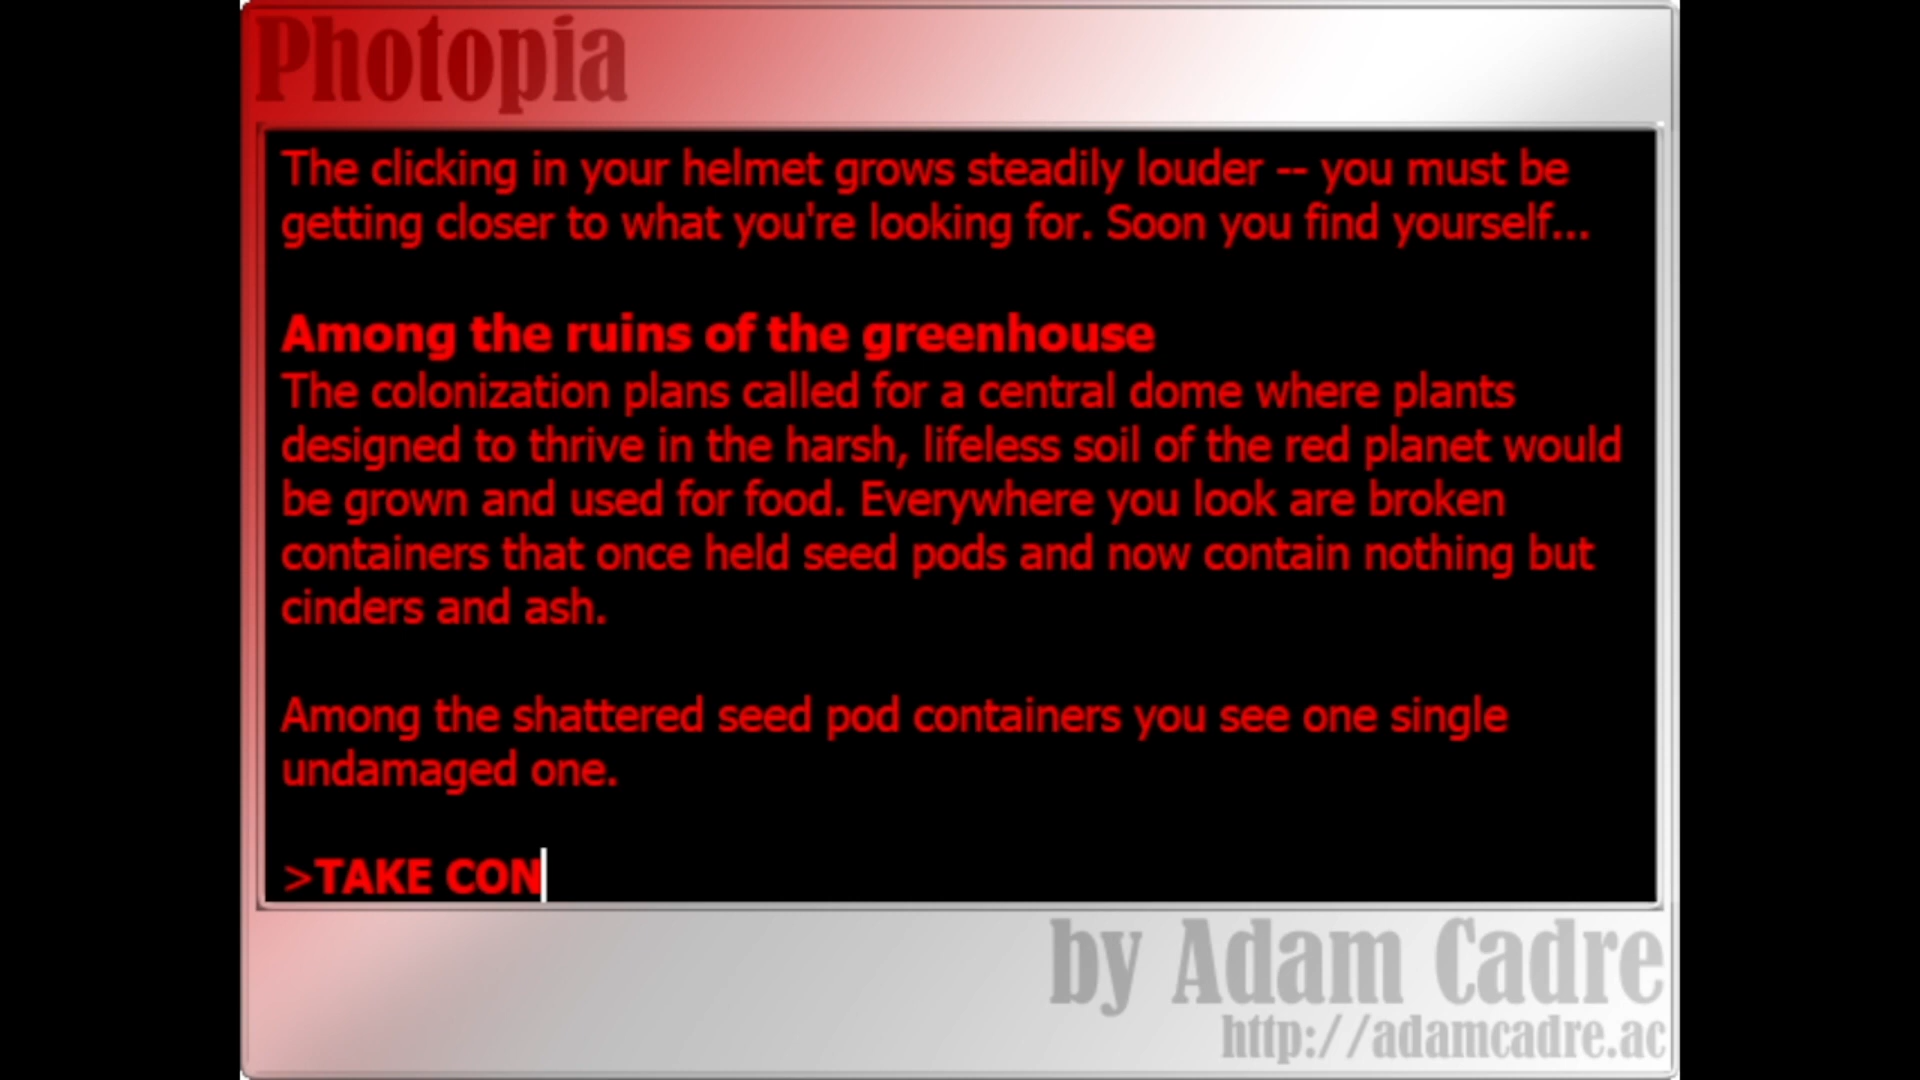 Photopia
The clicking in your helmet grows steadily louder -- you must be
getting closer to what you're looking for. Soon you find yourself...
Among the ruins of the greenhouse
The colonization plans called for a central dome where plants
designed to thrive in the harsh, lifeless soil of the red planet would
be grown and used for food. Everywhere you look are broken
containers that once held seed pods and now contain nothing but
cinders and ash.
Among the shattered seed pod containers you see one single
undamaged one.
>TAKE CON
by Adam Cadre
http://adamcadre.ac